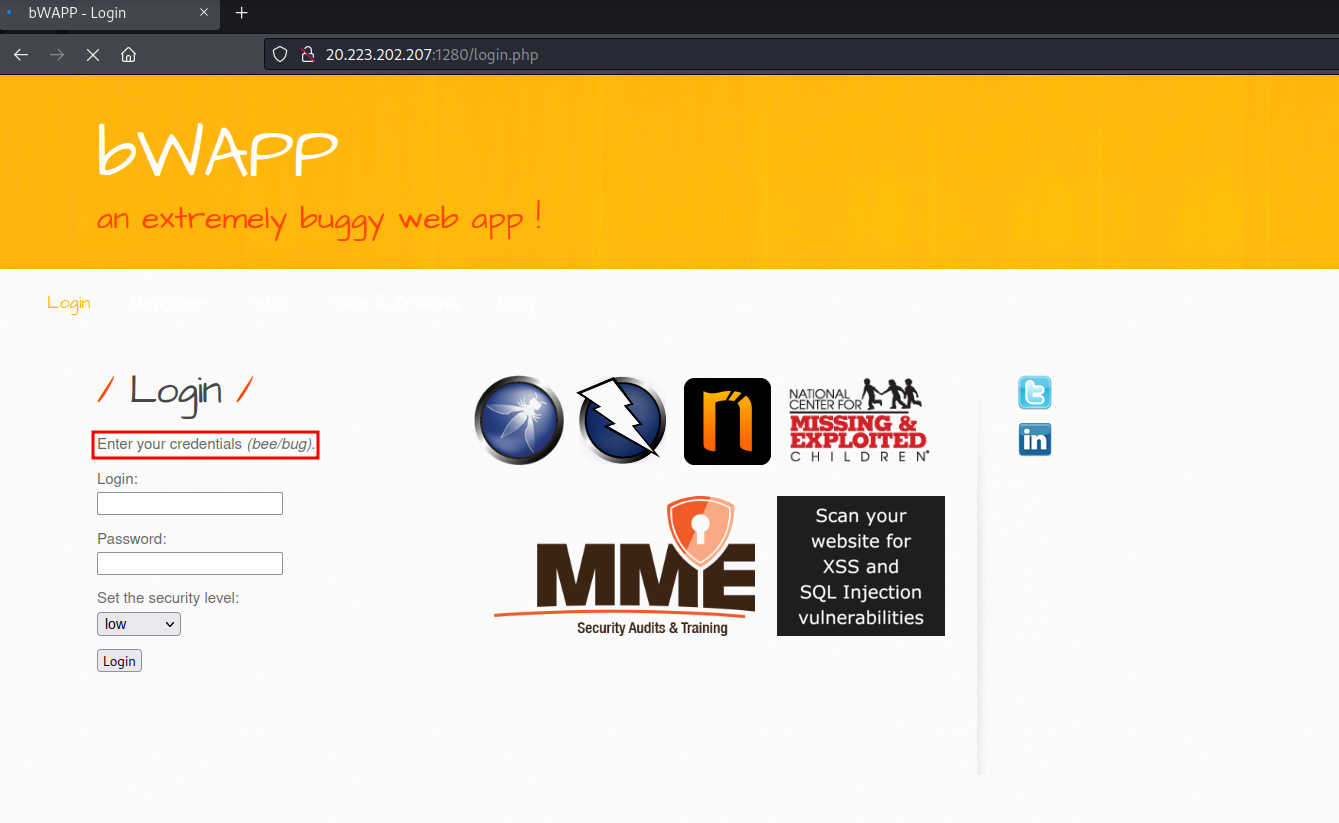 bWAPP - Login
20.223.202.207:1280/login.php
bWAPP
an extremely buggy web app !
Login New User Info Talks & Training Blog
/ Login /
Enter your credentials (bee/bug).
Login:
Password:
Set the security level:
low
Login
NATIONAL
CENTER FOR
MISSING &
EXPLOITED
CHILDREN®
MME
Security Audits & Training
Scan your
website for
XSS and
SQL Injection
vulnerabilities
in